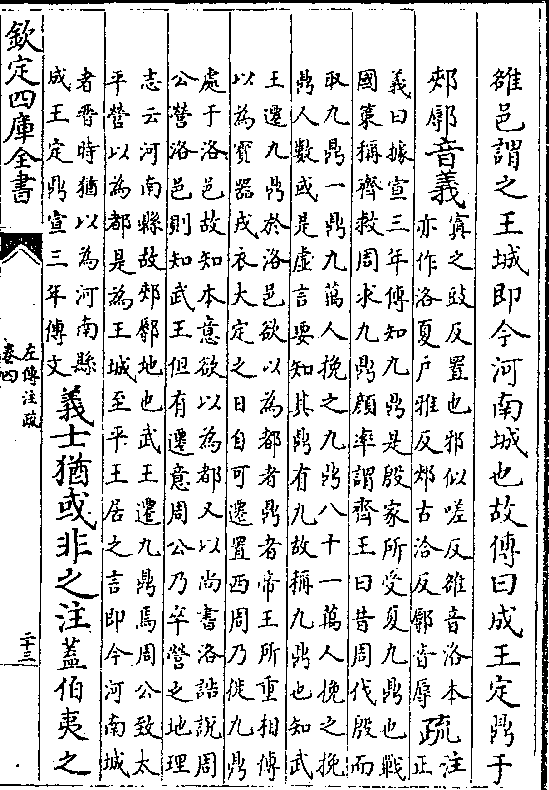 雒邑謂之王城即今河南城也故傳曰成王定鼎于
郟鄏音義
寘之豉反置也邪似嗟反雒音洛本
亦作洛夏户雅反郟古洽反鄏音辱
疏
注
正
義曰據宣三年傳知九鼎是殷家所受夏九鼎也戰
國策稱齊救周求九鼎顔率謂齊王曰昔周伐殷而
取九鼎一鼎九萬人挽之九鼎八十一萬人挽之挽
鼎人數或是虛言要知其鼎有九故稱九鼎也知武
王遷九鼎於洛邑欲以為都者鼎者帝王所重相傳
以為寳器戎衣大定之日自可遷置西周乃徙九鼎
處于洛邑故知本意欲以為都又以尚書洛誥說周
公營洛邑則知武王但有遷意周公乃卒營之地理
志云河南縣故郟鄏地也武王遷九鼎焉周公致太
平營以為都是為王城至平王居之言即今河南城
者晉時猶以為河南縣
成王定鼎宣三年傳文
義士猶或非之注蓋伯夷之
欽定四庫全書
左傳注疏
卷四
二十三